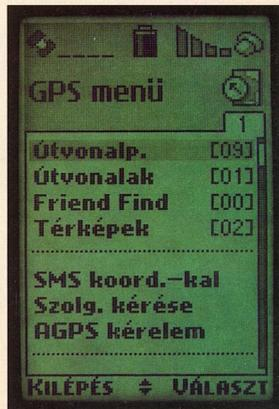 GPS menü
1
Útvonalp. [09]
Útvonalak [01]
Friend Find [00]
Térképek [02]
SMS koord.-kal
Szolg. kérése
AGPS kérelem
KILÉPÉS VÁLASZT